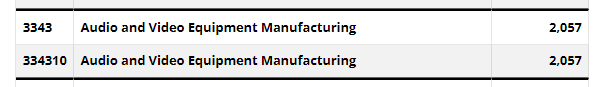 3343 Audio and Video Equipment Manufacturing 2,057
334310 Audio and Video Equipment Manufacturing 2,057